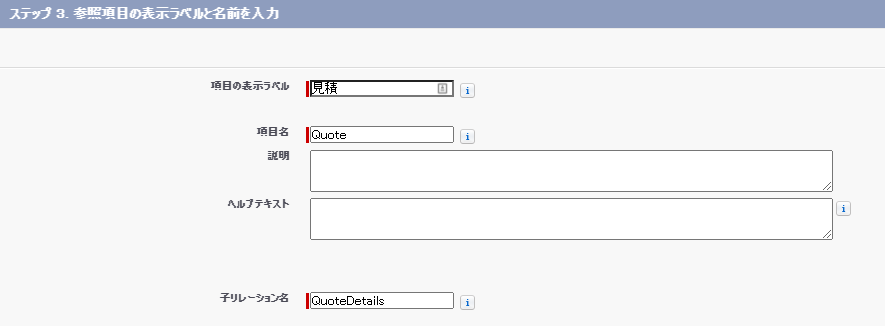 ステップ 3. 参照項目の表示ラベルと名前を入力
項目の表示ラベル 見積 i
項目名 Quote i
説明
ヘルプテキスト i
子リレーション名 QuoteDetails i